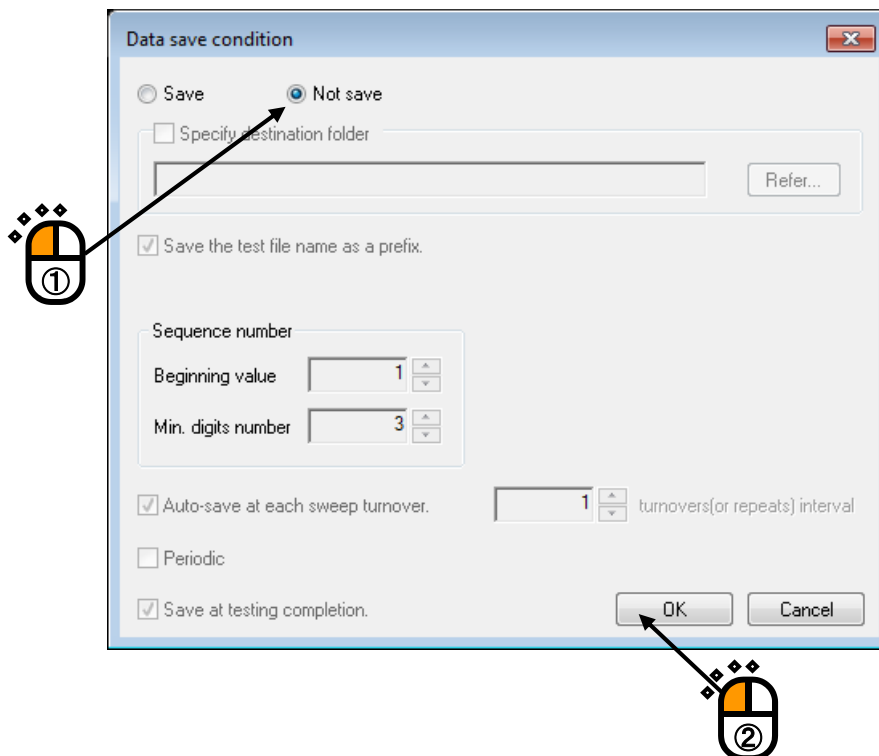 Data save condition
Save Not save
Specify destination folder
Refer...
①
Save the test file name as a prefix.
Sequence number
Beginning value 1
Min. digits number 3
Auto-save at each sweep turnover. 1 turnovers(or repeats) interval
Periodic
Save at testing completion. OK Cancel
②